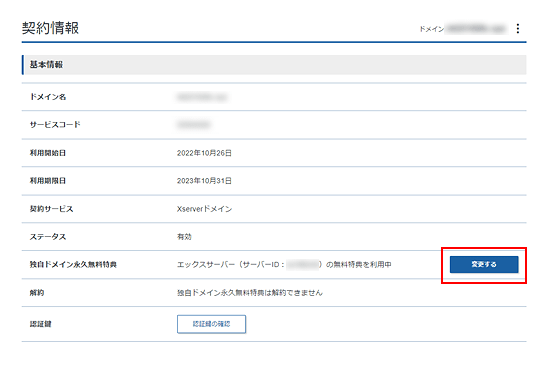 契約情報
ドメイン
基本情報
ドメイン名
サービスコード
利用開始日 2022年10月26日
利用期限日 2023年10月31日
契約サービス Xserverドメイン
ステータス 有効
独自ドメイン永久無料特典 エックスサーバー（サーバーID： ）の無料特典を利用中 変更する
解約 独自ドメイン永久無料特典は解約できません
認証鍵 認証鍵の確認